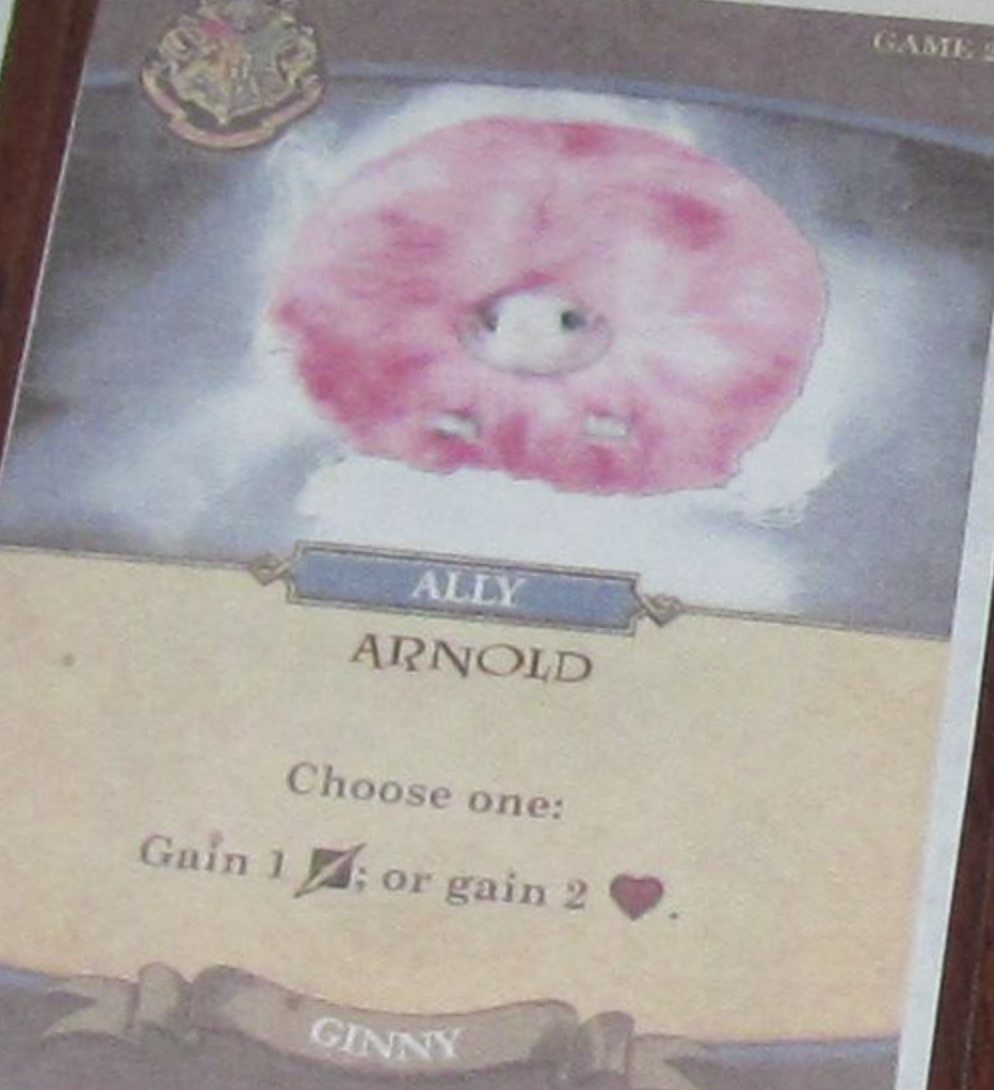 GAME 2
ALLY
ARNOLD
Choose one:
Gain 1 ; or gain 2 .
GINNY